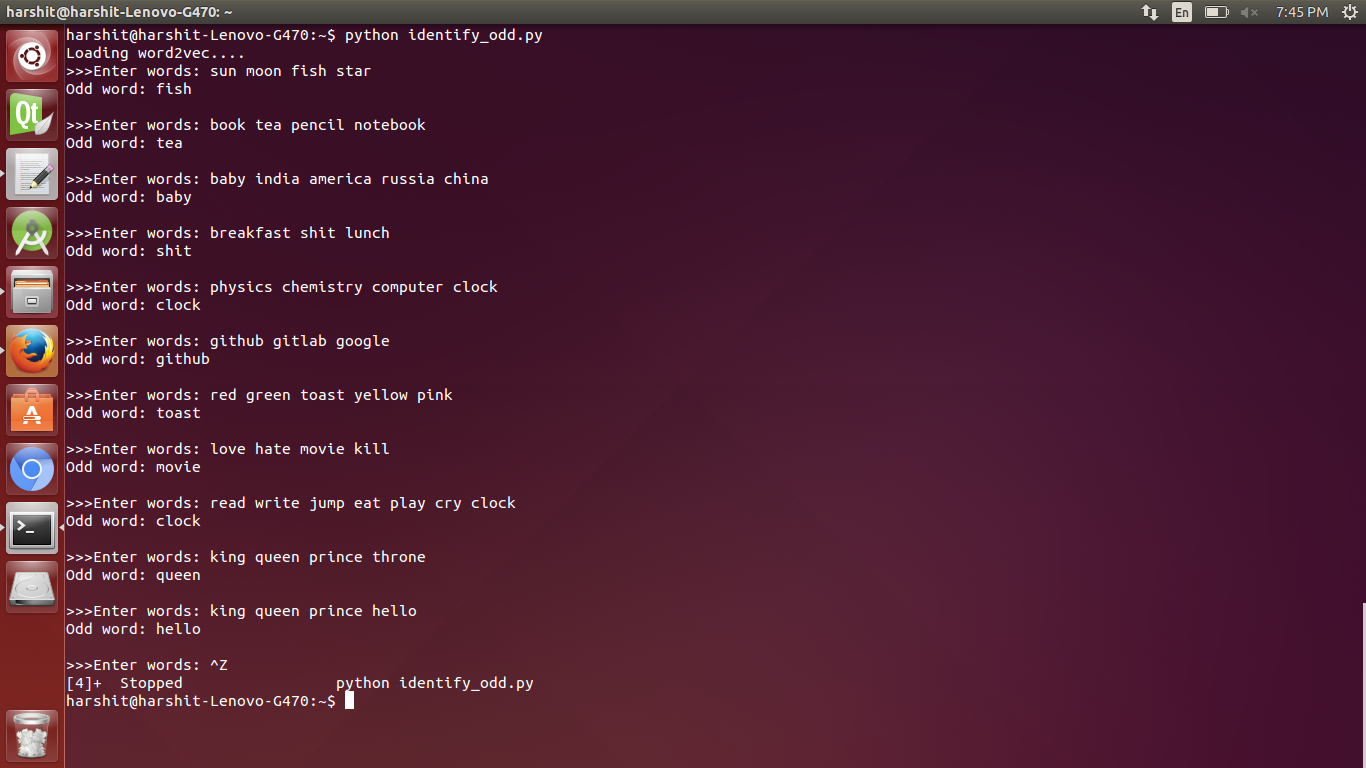 harshit@harshit-Lenovo-G470: ~
En
7:45 PM
harshit@harshit-Lenovo-G470:~$ python identify_odd.py
Loading word2vec....
>>>Enter words: sun moon fish star
Odd word: fish
>>>Enter words: book tea pencil notebook
Odd word: tea
>>>Enter words: baby india america russia china
Odd word: baby
>>>Enter words: breakfast shit lunch
Odd word: shit
>>>Enter words: physics chemistry computer clock
Odd word: clock
>>>Enter words: github gitlab google
Odd word: github
>>>Enter words: red green toast yellow pink
Odd word: toast
>>>Enter words: love hate movie kill
Odd word: movie
>>>Enter words: read write jump eat play cry clock
Odd word: clock
>>>Enter words: king queen prince throne
Odd word: queen
>>>Enter words: king queen prince hello
Odd word: hello
>>>Enter words: ^Z
[4]+  Stopped                 python identify_odd.py
harshit@harshit-Lenovo-G470:~$
Qt
A
>_